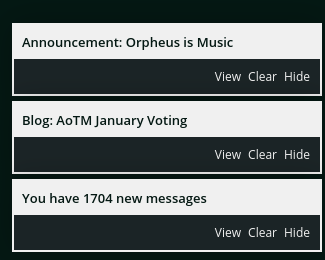 Announcement: Orpheus is Music
View Clear Hide
Blog: AoTM January Voting
View Clear Hide
You have 1704 new messages
View Clear Hide